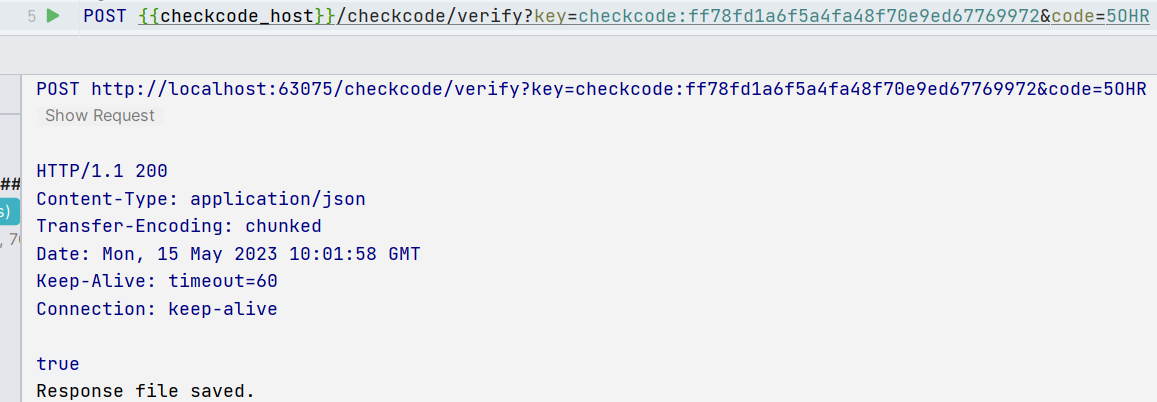 5 POST {{checkcode_host}}/checkcode/verify?key=checkcode:ff78fd1a6f5a4fa48f70e9ed67769972&code=5OHR
POST http://localhost:63075/checkcode/verify?key=checkcode:ff78fd1a6f5a4fa48f70e9ed67769972&code=5OHR
Show Request
HTTP/1.1 200
##
Content-Type: application/json
s)
Transfer-Encoding: chunked
, 70
Date: Mon, 15 May 2023 10:01:58 GMT
Keep-Alive: timeout=60
Connection: keep-alive
true
Response file saved.